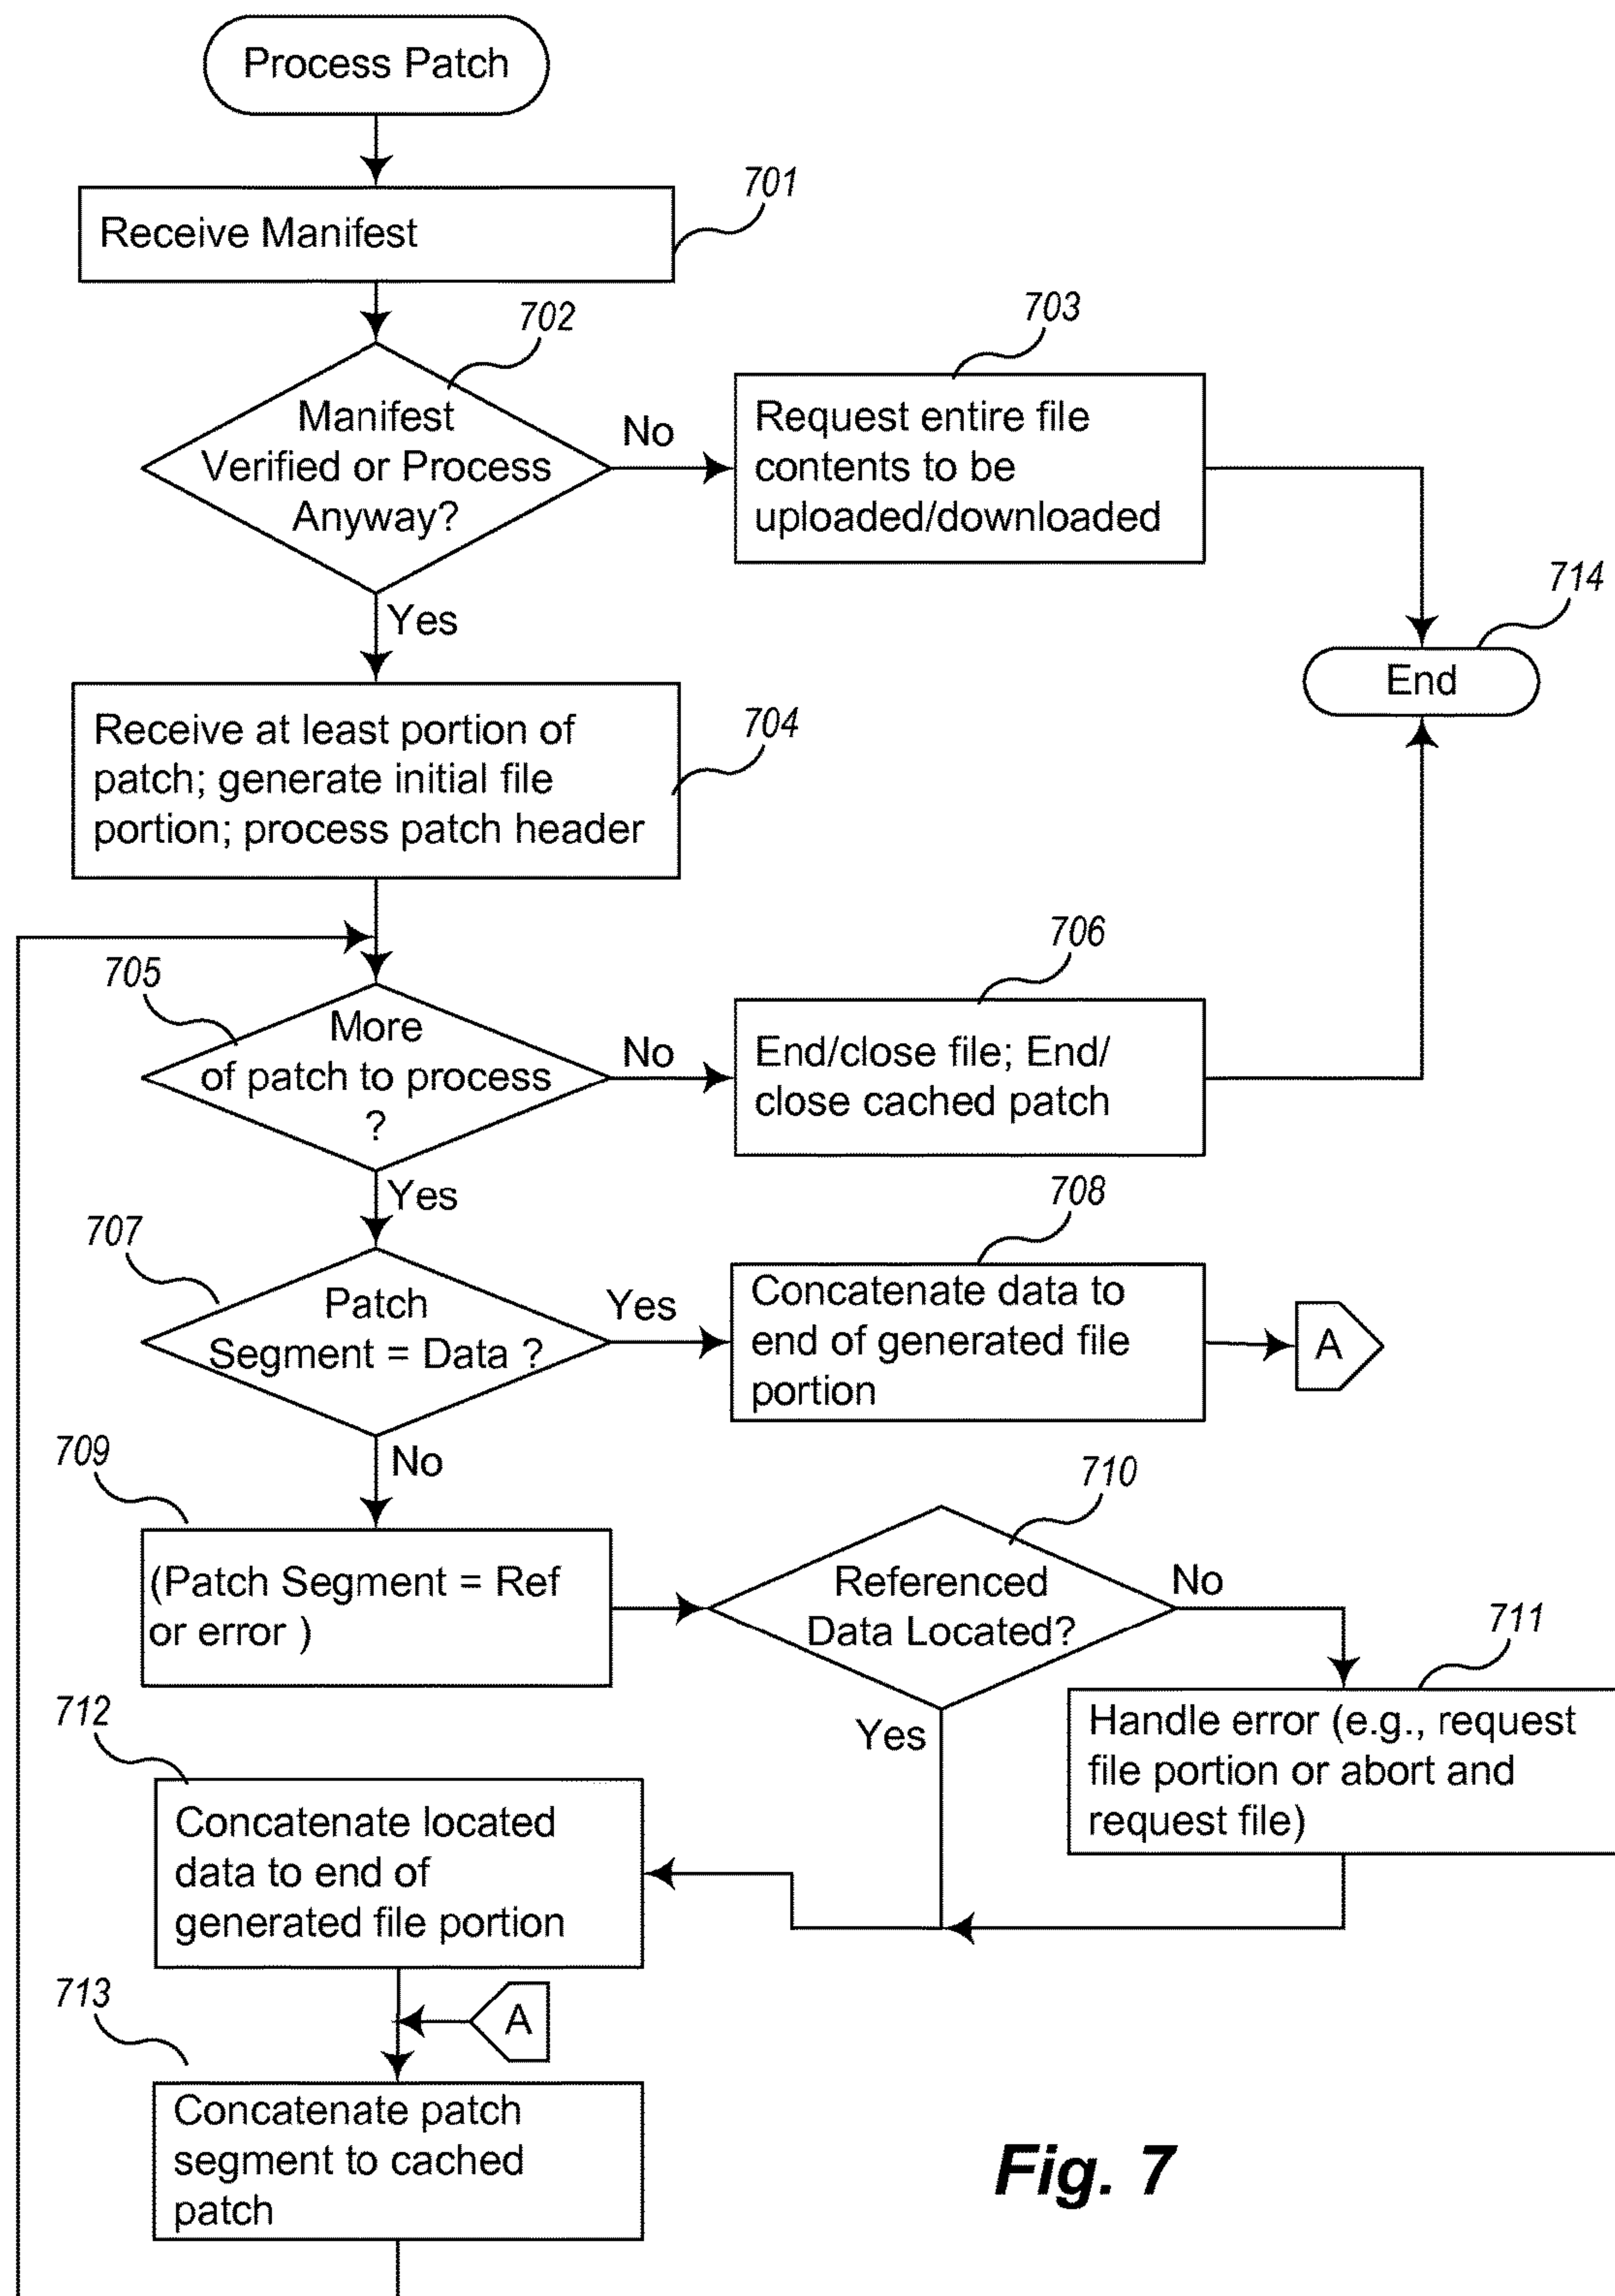 Process Patch
701
Receive Manifest
702
703
Manifest
Verified or Process
Anyway?
No
Request entire file
contents to be
uploaded/downloaded
714
Yes
End
Receive at least portion of
patch; generate initial file
portion; process patch header
704
705
706
More
of patch to process
?
No
End/close file; End/
close cached patch
Yes
707
708
Patch
Segment = Data ?
Yes
Concatenate data to
end of generated file
portion
A
No
709
710
(Patch Segment = Ref
or error )
Referenced
Data Located?
No
711
Yes
Handle error (e.g., request
file portion or abort and
request file)
712
Concatenate located
data to end of
generated file portion
A
713
Concatenate patch
segment to cached
patch
Fig. 7